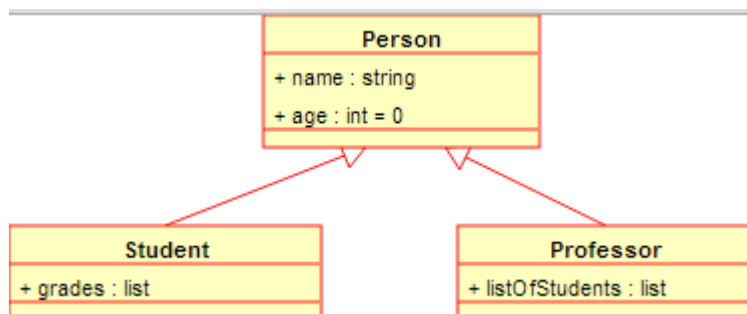 Person
+ name : string
+ age : int = 0
Student
+ grades : list
Professor
+ listOfStudents : list